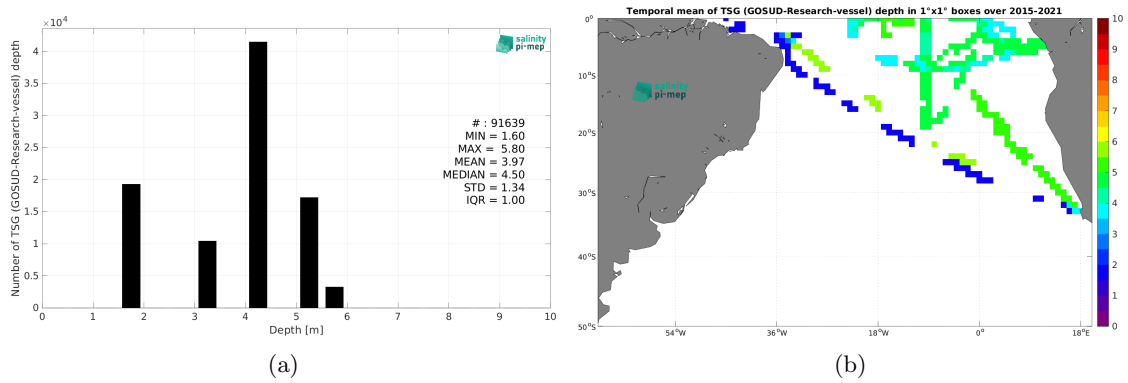 ×10⁴
4
3.5
3
2.5
2
1.5
1
0.5
0
Number of TSG (GOSUD-Research-vessel) depth
salinity
pi-mep
# : 91639
MIN = 1.60
MAX = 5.80
MEAN = 3.97
MEDIAN = 4.50
STD = 1.34
IQR = 1.00
0 1 2 3 4 5 6 7 8 9 10
Depth [m]
(a)
Temporal mean of TSG (GOSUD-Research-vessel) depth in 1°x1° boxes over 2015-2021
0°
10°S
20°S
30°S
40°S
50°S
salinity
pi-mep
54°W 36°W 18°W 0° 18°E
10
9
8
7
6
5
4
3
2
1
0
(b)